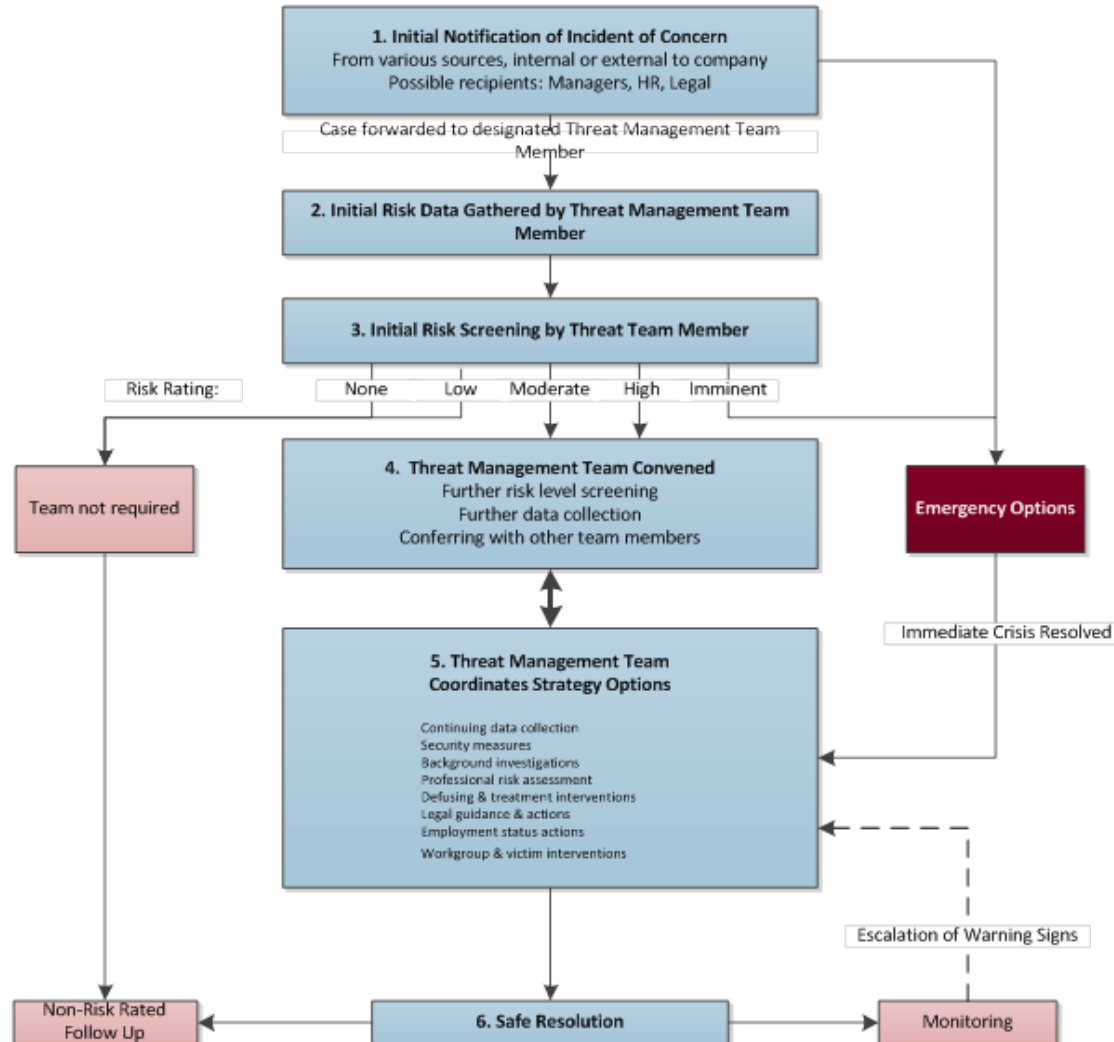 1. Initial Notification of Incident of Concern
From various sources, internal or external to company
Possible recipients: Managers, HR, Legal
Case forwarded to designated Threat Management Team
Member
2. Initial Risk Data Gathered by Threat Management Team
Member
3. Initial Risk Screening by Threat Team Member
Risk Rating: None Low Moderate High Imminent
4. Threat Management Team Convened
Further risk level screening
Further data collection
Conferring with other team members
Team not required
Emergency Options
Immediate Crisis Resolved
5. Threat Management Team
Coordinates Strategy Options
Continuing data collection
Security measures
Background investigations
Professional risk assessment
Defusing & treatment interventions
Legal guidance & actions
Employment status actions
Workgroup & victim interventions
Escalation of Warning Signs
Non-Risk Rated
Follow Up
6. Safe Resolution
Monitoring